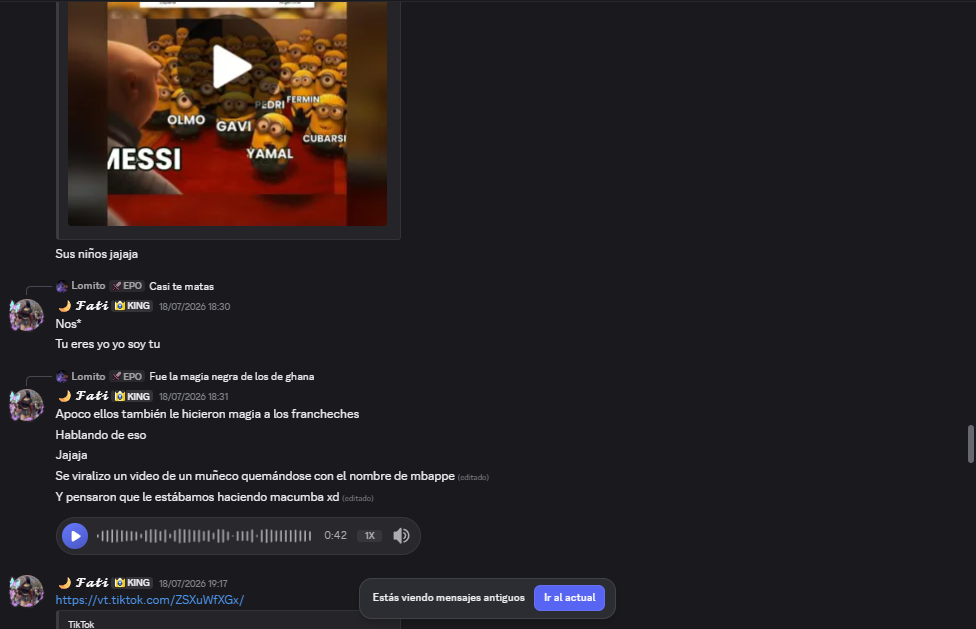 OLMO
GAVI
PEDRI
FERMIN
YAMAL
CUBARSI
MESSI
Sus niños jajaja
Lomito EPO Casi te matas
🌙 𝓕𝓪𝓽𝓲 KING 18/07/2026 18:30
Nos*
Tu eres yo yo soy tu
Lomito EPO Fue la magia negra de los de ghana
🌙 𝓕𝓪𝓽𝓲 KING 18/07/2026 18:31
Apoco ellos también le hicieron magia a los francheches
Hablando de eso
Jajaja
Se viralizo un video de un muñeco quemándose con el nombre de mbappe (editado)
Y pensaron que le estábamos haciendo macumba xd (editado)
0:42 1X
🌙 𝓕𝓪𝓽𝓲 KING 18/07/2026 19:17
https://vt.tiktok.com/ZSXuWfXGx/
TikTok
Estás viendo mensajes antiguos Ir al actual